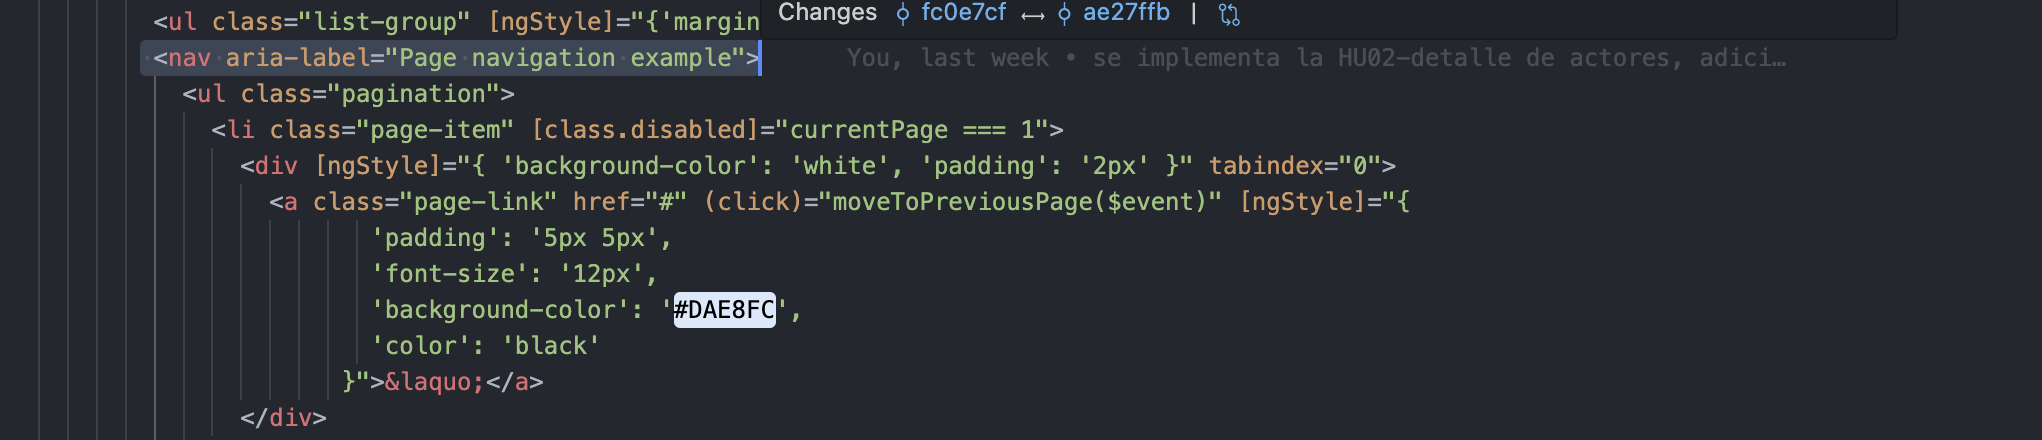 <ul class="list-group" [ngStyle]="{'margin
Changes fc0e7cf ⟷ ae27ffb |
<nav aria-label="Page navigation example"> You, last week • se implementa la HU02-detalle de actores, adici…
<ul class="pagination">
<li class="page-item" [class.disabled]="currentPage === 1">
<div [ngStyle]="{ 'background-color': 'white', 'padding': '2px' }" tabindex="0">
<a class="page-link" href="#" (click)="moveToPreviousPage($event)" [ngStyle]="{
'padding': '5px 5px',
'font-size': '12px',
'background-color': '#DAE8FC',
'color': 'black'
}">&laquo;</a>
</div>